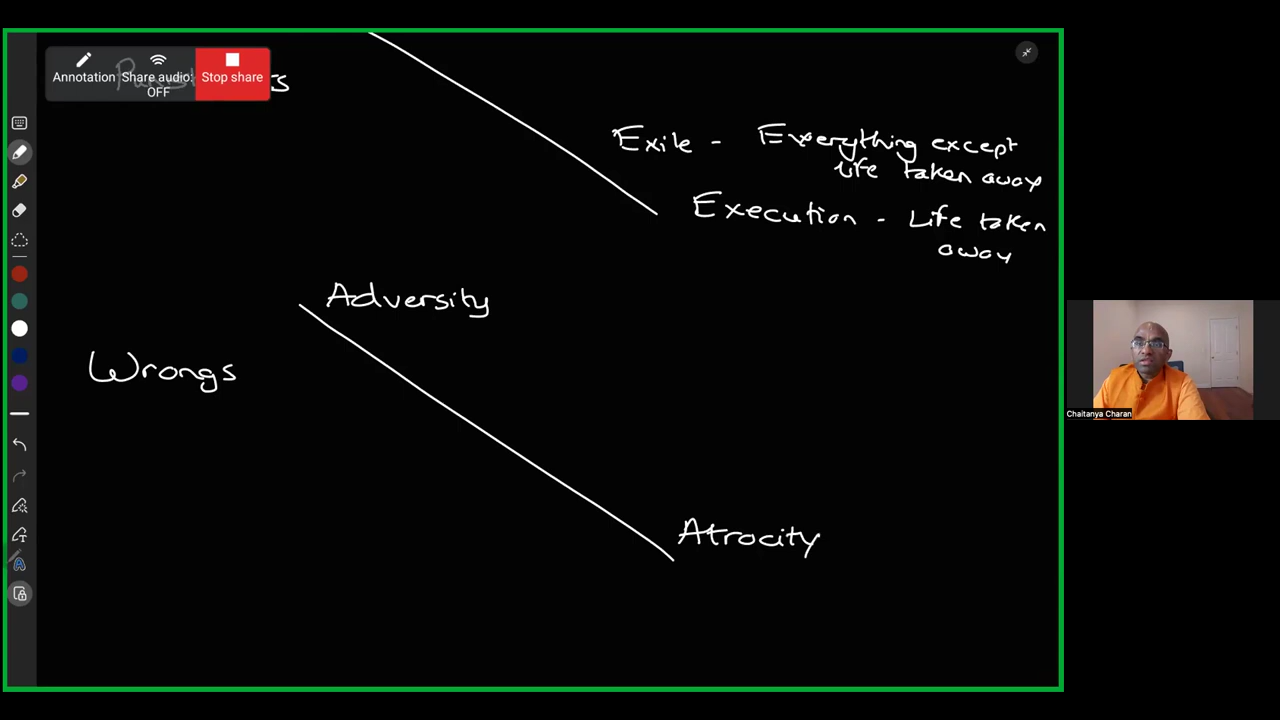 Annotation
Share audio:
OFF
Stop share
Exile - Everything except
life taken away
Execution - Life taken
away
Adversity
Wrongs
Atrocity
Chaitanya Charan